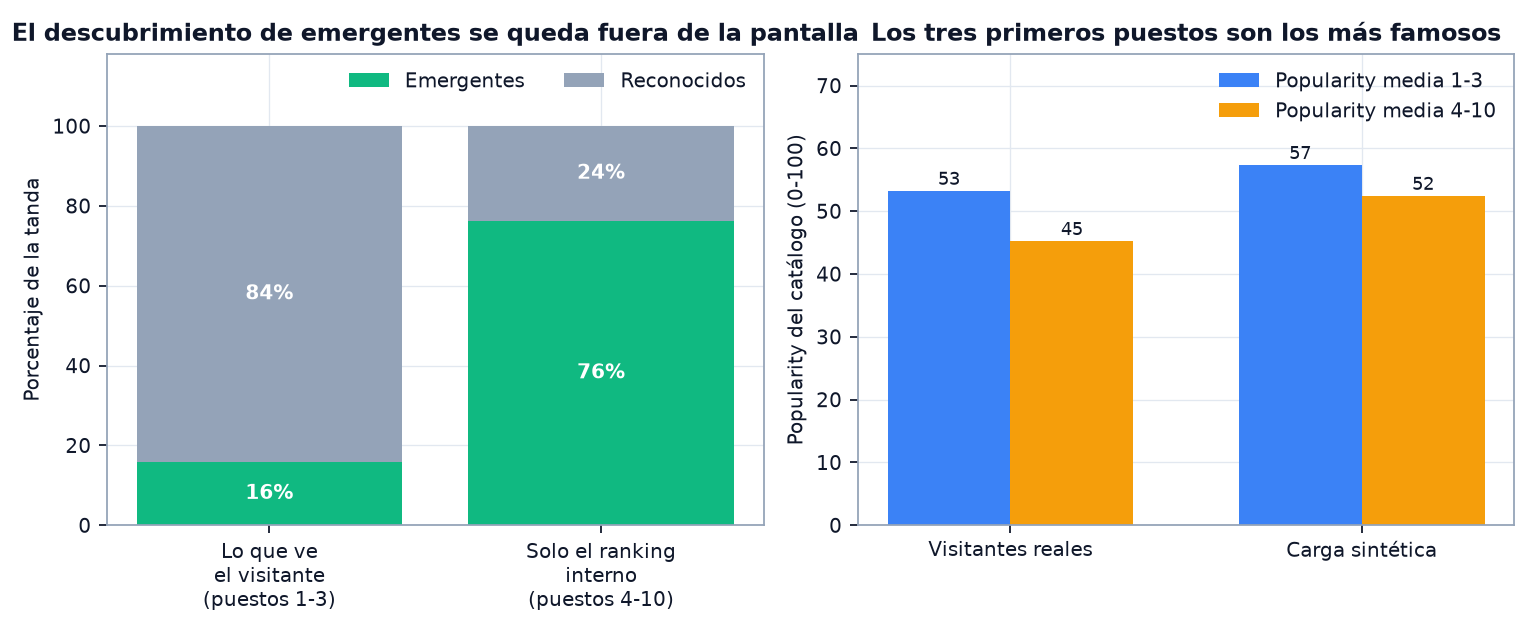 El descubrimiento de emergentes se queda fuera de la pantalla
Emergentes
Reconocidos
Porcentaje de la tanda
100
80
60
40
20
0
84%
16%
24%
76%
Lo que ve
el visitante
(puestos 1-3)
Solo el ranking
interno
(puestos 4-10)
Los tres primeros puestos son los más famosos
Popularity media 1-3
Popularity media 4-10
Popularity del catálogo (0-100)
70
60
50
40
30
20
10
0
53
45
57
52
Visitantes reales
Carga sintética